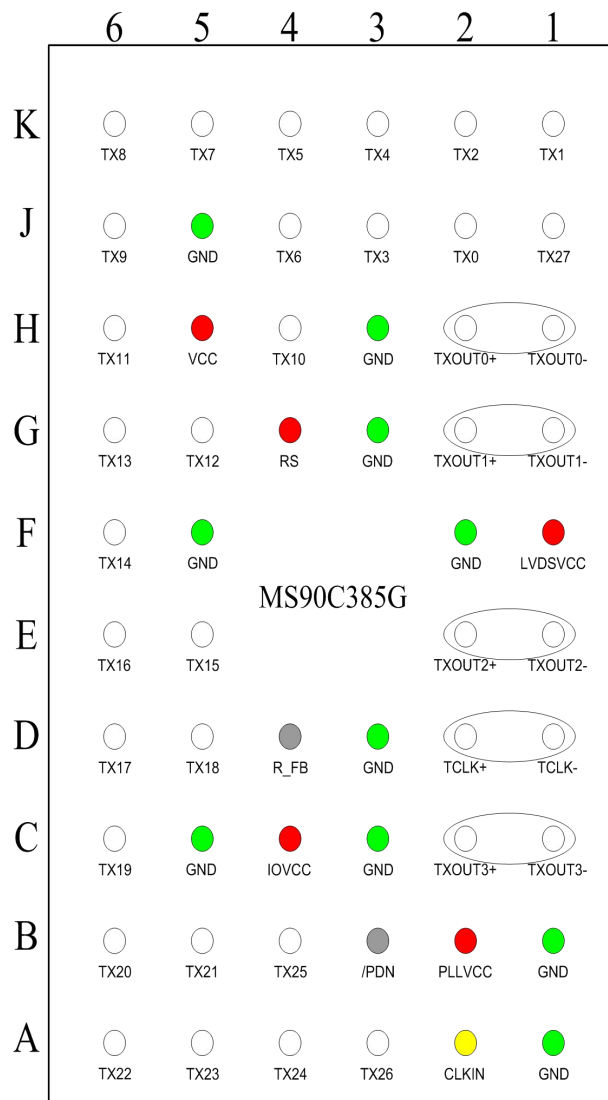 6 5 4 3 2 1
K
TX8 TX7 TX5 TX4 TX2 TX1
J
TX9 GND TX6 TX3 TX0 TX27
H
TX11 VCC TX10 GND TXOUT0+ TXOUT0-
G
TX13 TX12 RS GND TXOUT1+ TXOUT1-
F
TX14 GND GND LVDSVCC
MS90C385G
E
TX16 TX15 TXOUT2+ TXOUT2-
D
TX17 TX18 R_FB GND TCLK+ TCLK-
C
TX19 GND IOVCC GND TXOUT3+ TXOUT3-
B
TX20 TX21 TX25 /PDN PLLVCC GND
A
TX22 TX23 TX24 TX26 CLKIN GND